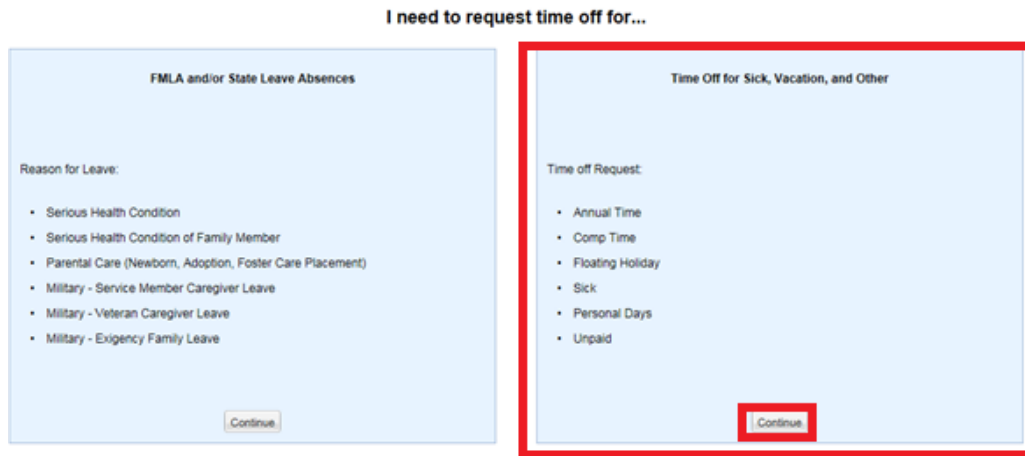 I need to request time off for...
FMLA and/or State Leave Absences
Reason for Leave:
• Serious Health Condition
• Serious Health Condition of Family Member
• Parental Care (Newborn, Adoption, Foster Care Placement)
• Military - Service Member Caregiver Leave
• Military - Veteran Caregiver Leave
• Military - Exigency Family Leave
Continue
Time Off for Sick, Vacation, and Other
Time off Request:
• Annual Time
• Comp Time
• Floating Holiday
• Sick
• Personal Days
• Unpaid
Continue